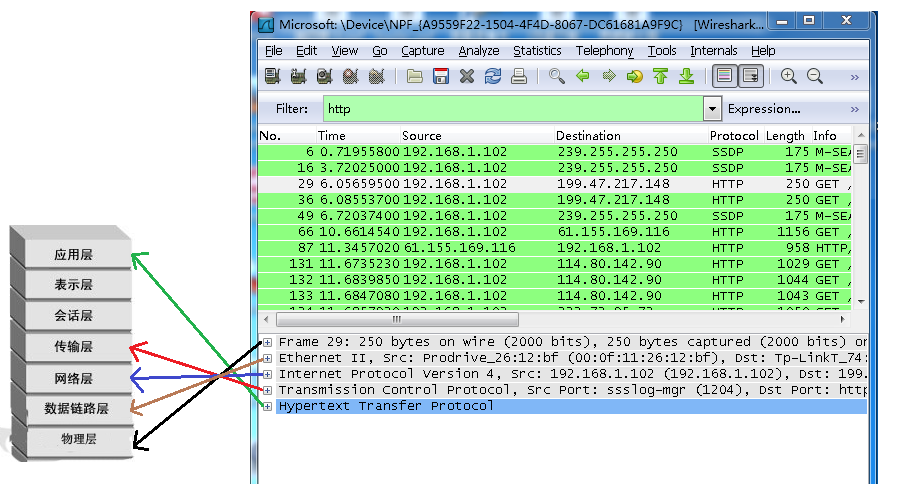 Microsoft: \Device\NPF_{A9559F22-1504-4F4D-8067-DC61681A9F9C} [Wireshark...
File Edit View Go Capture Analyze Statistics Telephony Tools Internals Help
Filter: http Expression... »
No. Time Source Destination Protocol Length Info
6 0.71955800 192.168.1.102 239.255.255.250 SSDP 175 M-SEA
16 3.72025000 192.168.1.102 239.255.255.250 SSDP 175 M-SEA
29 6.05659500 192.168.1.102 199.47.217.148 HTTP 250 GET /
36 6.08553700 192.168.1.102 199.47.217.148 HTTP 250 GET /
49 6.72037400 192.168.1.102 239.255.255.250 SSDP 175 M-SEA
66 10.6614540 192.168.1.102 61.155.169.116 HTTP 1156 GET /
87 11.3457020 61.155.169.116 192.168.1.102 HTTP 958 HTTP/
131 11.6735230 192.168.1.102 114.80.142.90 HTTP 1029 GET /
132 11.6839850 192.168.1.102 114.80.142.90 HTTP 1044 GET /
133 11.6847080 192.168.1.102 114.80.142.90 HTTP 1043 GET /
应用层
表示层
会话层
传输层
网络层
数据链路层
物理层
Frame 29: 250 bytes on wire (2000 bits), 250 bytes captured (2000 bits) on
Ethernet II, Src: Prodrive_26:12:bf (00:0f:11:26:12:bf), Dst: Tp-LinkT_74:
Internet Protocol Version 4, Src: 192.168.1.102 (192.168.1.102), Dst: 199.
Transmission Control Protocol, Src Port: ssslog-mgr (1204), Dst Port: http
Hypertext Transfer Protocol